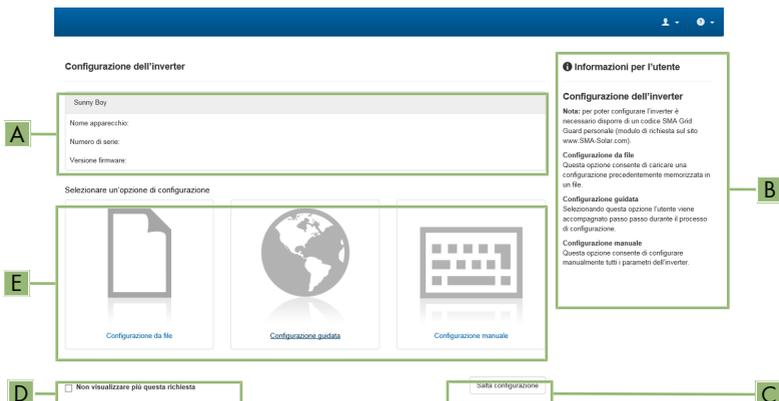 Configurazione dell'inverter
A
Sunny Boy
Nome apparecchio:
Numero di serie:
Versione firmware:
Selezionare un'opzione di configurazione
E
Configurazione da file
Configurazione guidata
Configurazione manuale
D
Non visualizzare più questa richiesta
Salta configurazione
C
Informazioni per l'utente
Configurazione dell'inverter
Nota: per poter configurare l'inverter è
necessario disporre di un codice SMA Grid
Guard personale (modulo di richiesta sul sito
www.SMA-Solar.com).
Configurazione da file
Questa opzione consente di caricare una
configurazione precedentemente memorizzata in
un file.
Configurazione guidata
Selezionando questa opzione l'utente viene
accompagnato passo passo durante il processo
di configurazione.
Configurazione manuale
Questa opzione consente di configurare
manualmente tutti i parametri dell'inverter.
B